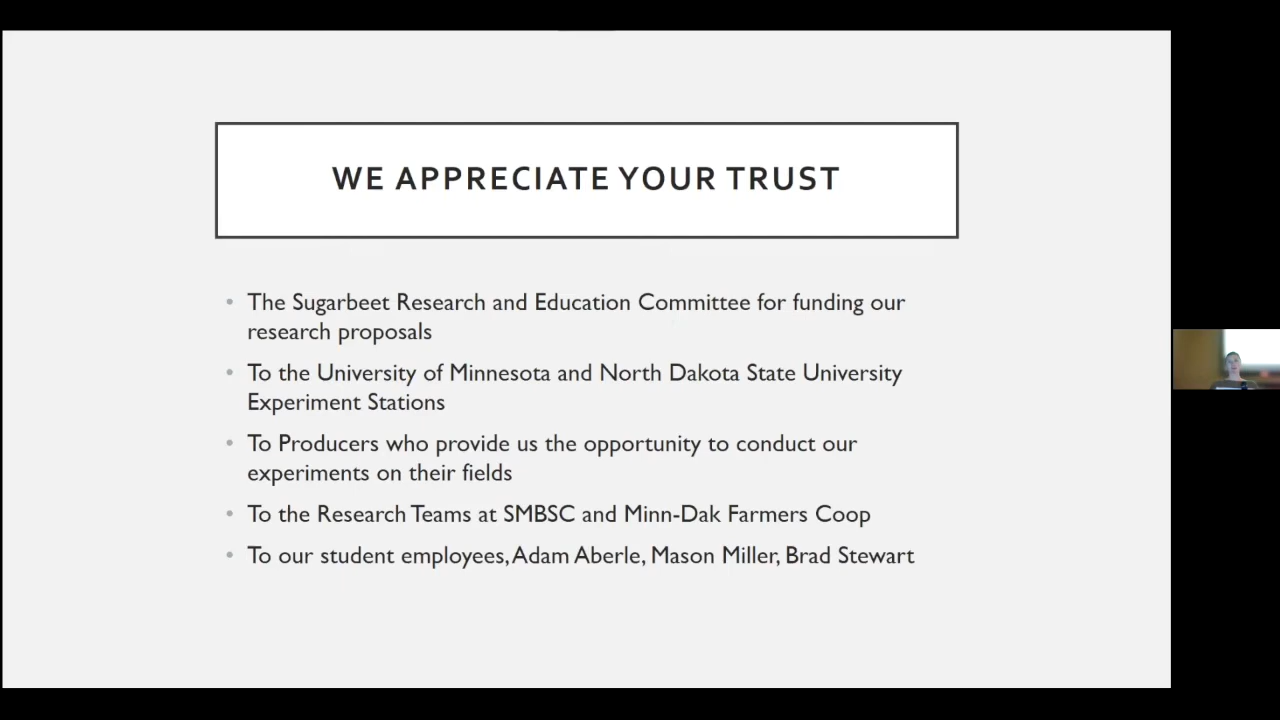 WE APPRECIATE YOUR TRUST
• The Sugarbeet Research and Education Committee for funding our
research proposals
• To the University of Minnesota and North Dakota State University
Experiment Stations
• To Producers who provide us the opportunity to conduct our
experiments on their fields
• To the Research Teams at SMBSC and Minn-Dak Farmers Coop
• To our student employees, Adam Aberle, Mason Miller, Brad Stewart